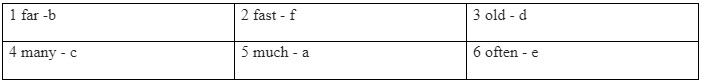 1 far -b
2 fast - f
3 old - d
4 many - c
5 much - a
6 often - e